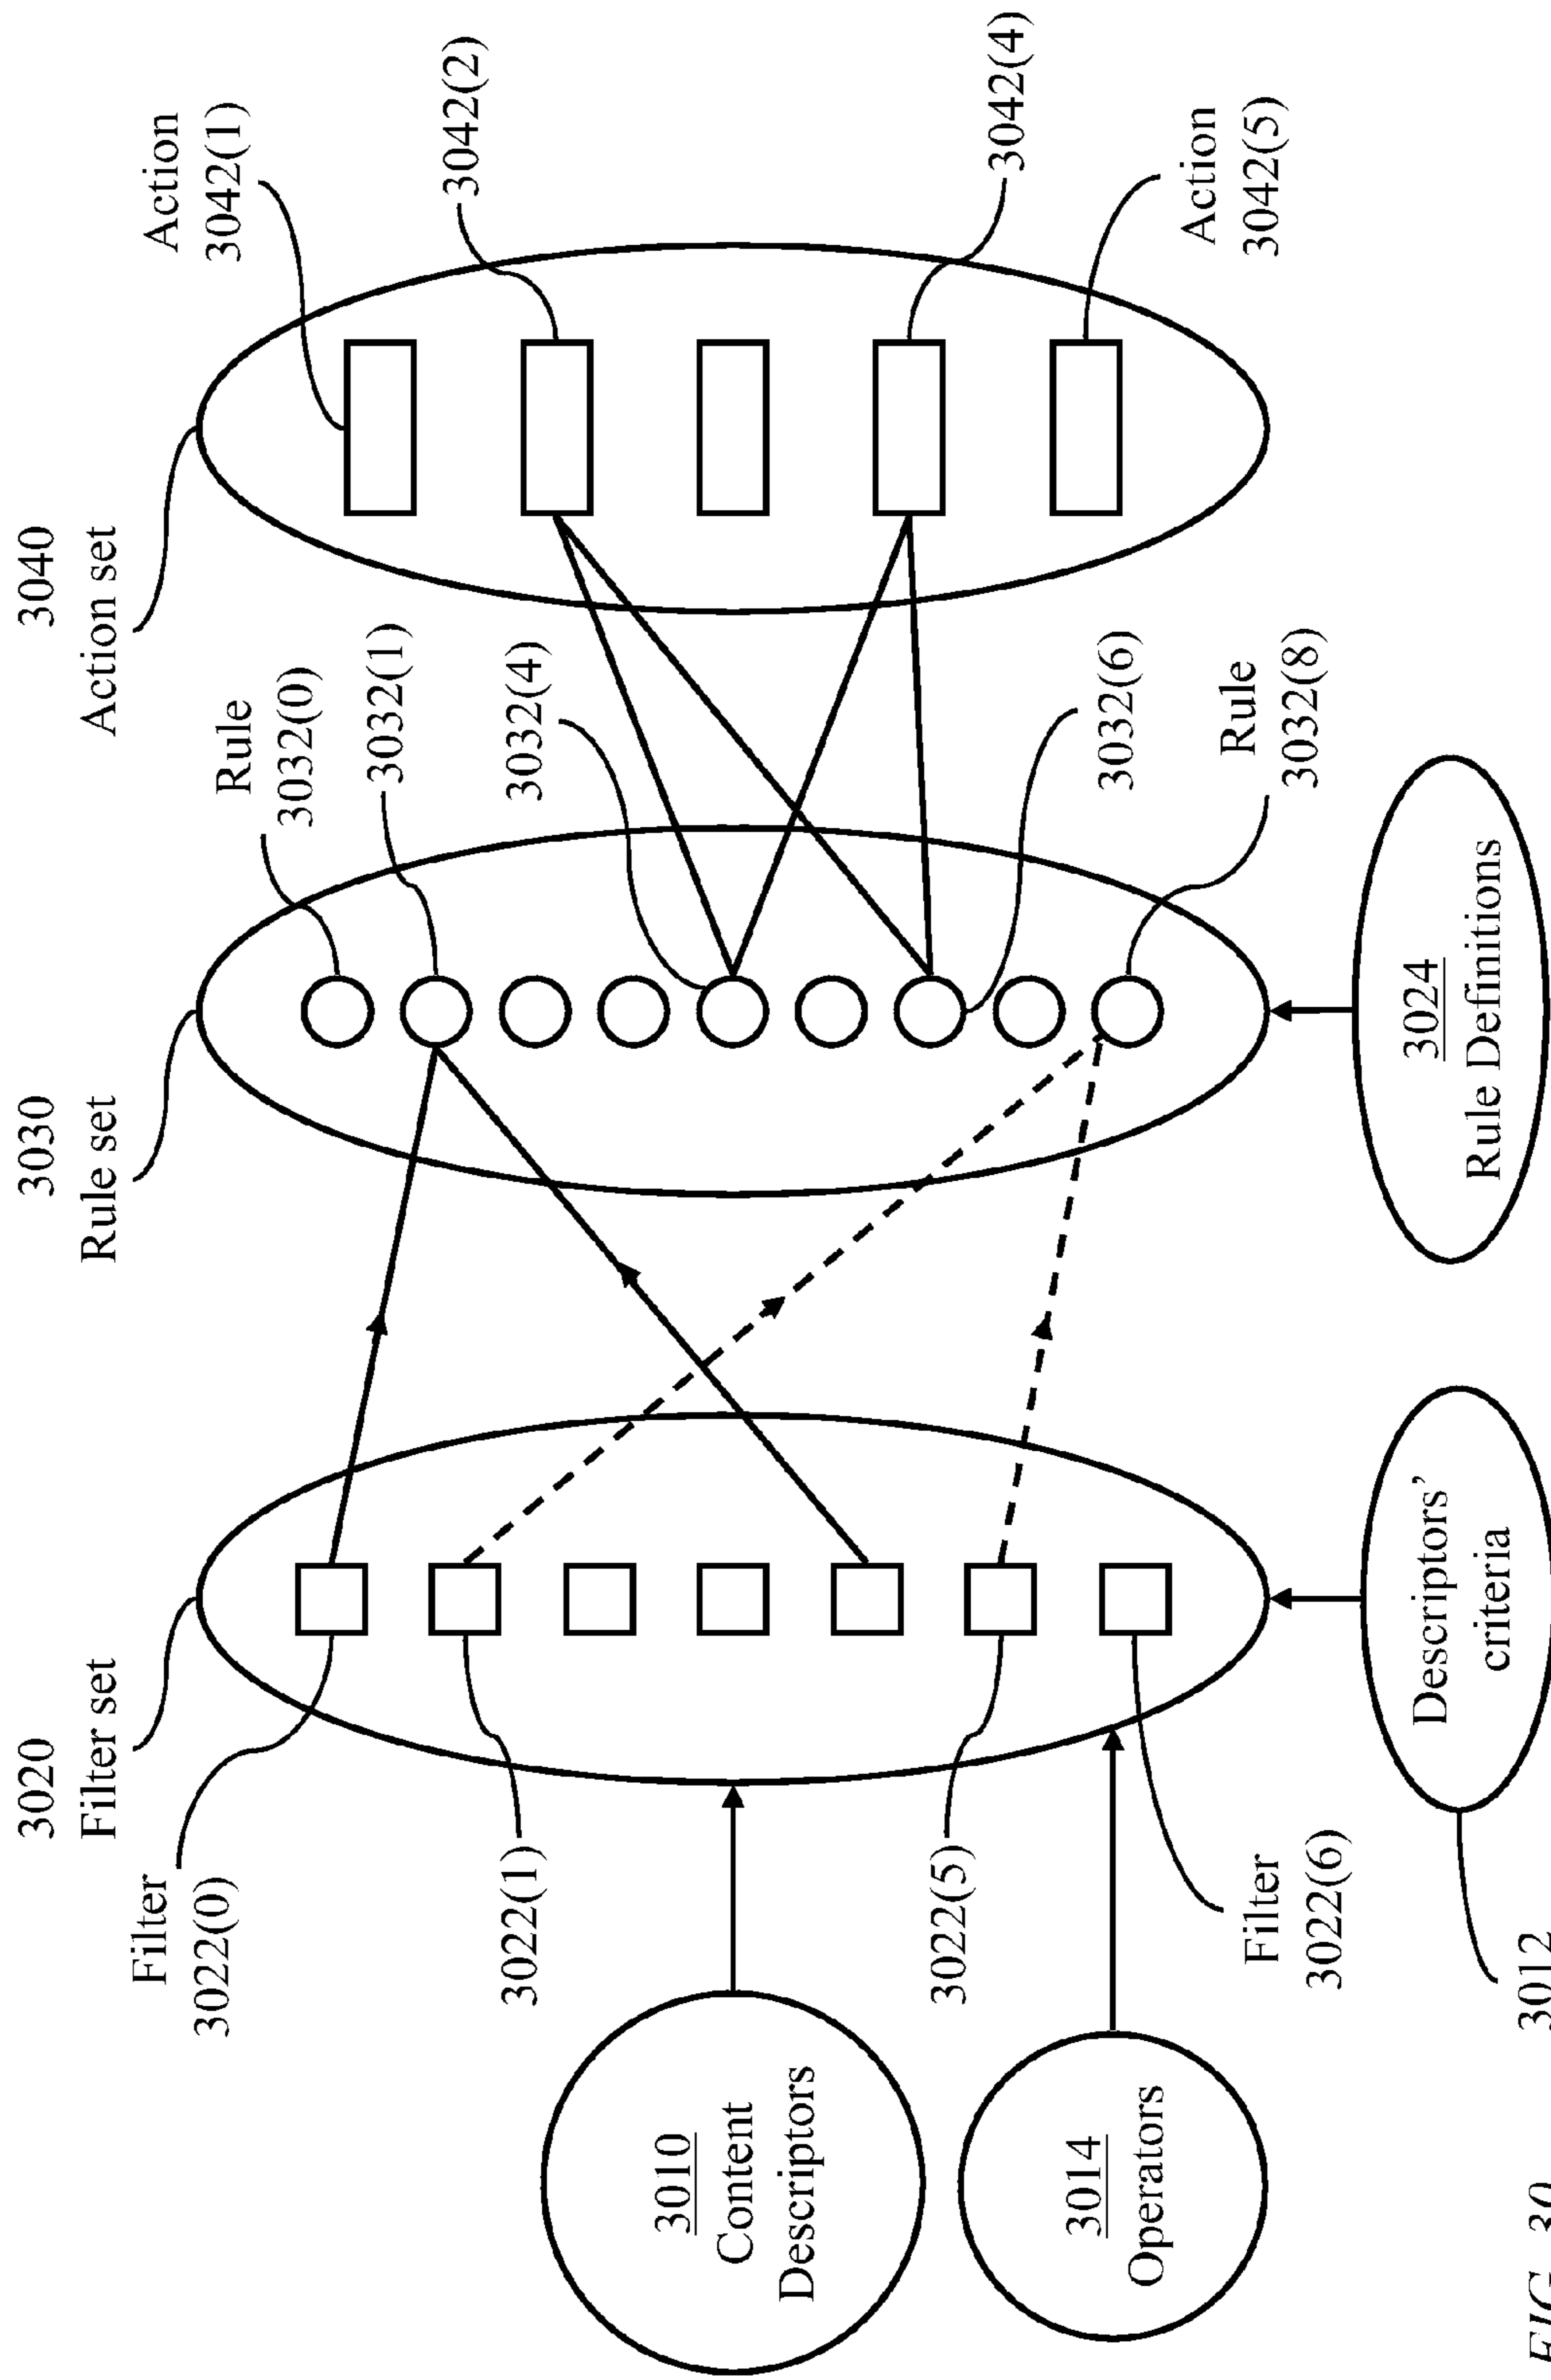 3020
Filter set
3030
Rule set
3040
Action set
Filter
3022(0)
3022(1)
3022(5)
Filter
3022(6)
Rule
3032(0)
3032(1)
3032(4)
3032(6)
Rule
3032(8)
Action
3042(1)
3042(2)
3042(4)
Action
3042(5)
3010
Content
Descriptors
3014
Operators
Descriptors’
criteria
3012
3024
Rule Definitions
FIG. 30